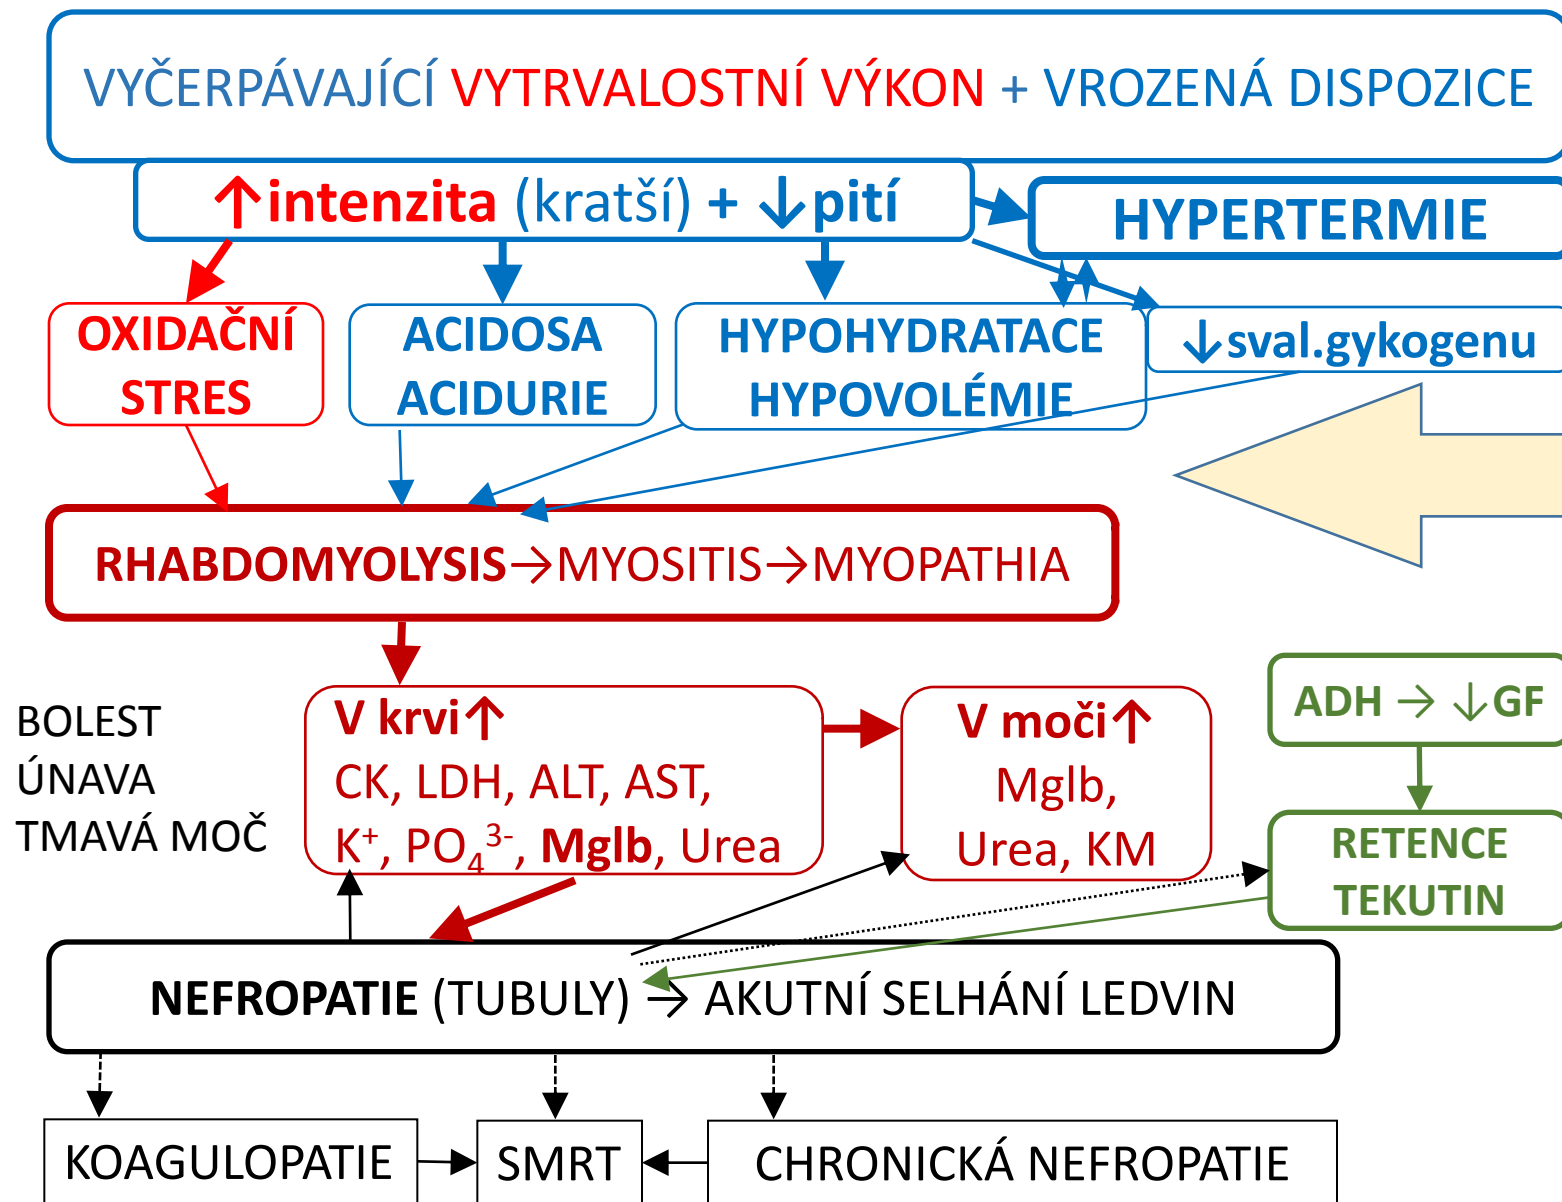 VYČERPÁVAJÍCÍ VYTRVALOSTNÍ VÝKON + VROZENÁ DISPOZICE
↑intenzita (kratší) + ↓pití
HYPERTERMIE
OXIDAČNÍ
STRES
ACIDOSA
ACIDURIE
HYPOHYDRATACE
HYPOVOLÉMIE
↓sval.gykogenu
RHABDOMYOLYSIS→MYOSITIS→MYOPATHIA
BOLEST
ÚNAVA
TMAVÁ MOČ
V krvi↑
CK, LDH, ALT, AST,
K⁺, PO₄³⁻, Mglb, Urea
V moči↑
Mglb,
Urea, KM
ADH → ↓GF
RETENCE
TEKUTIN
NEFROPATIE (TUBULY) → AKUTNÍ SELHÁNÍ LEDVIN
KOAGULOPATIE
SMRT
CHRONICKÁ NEFROPATIE